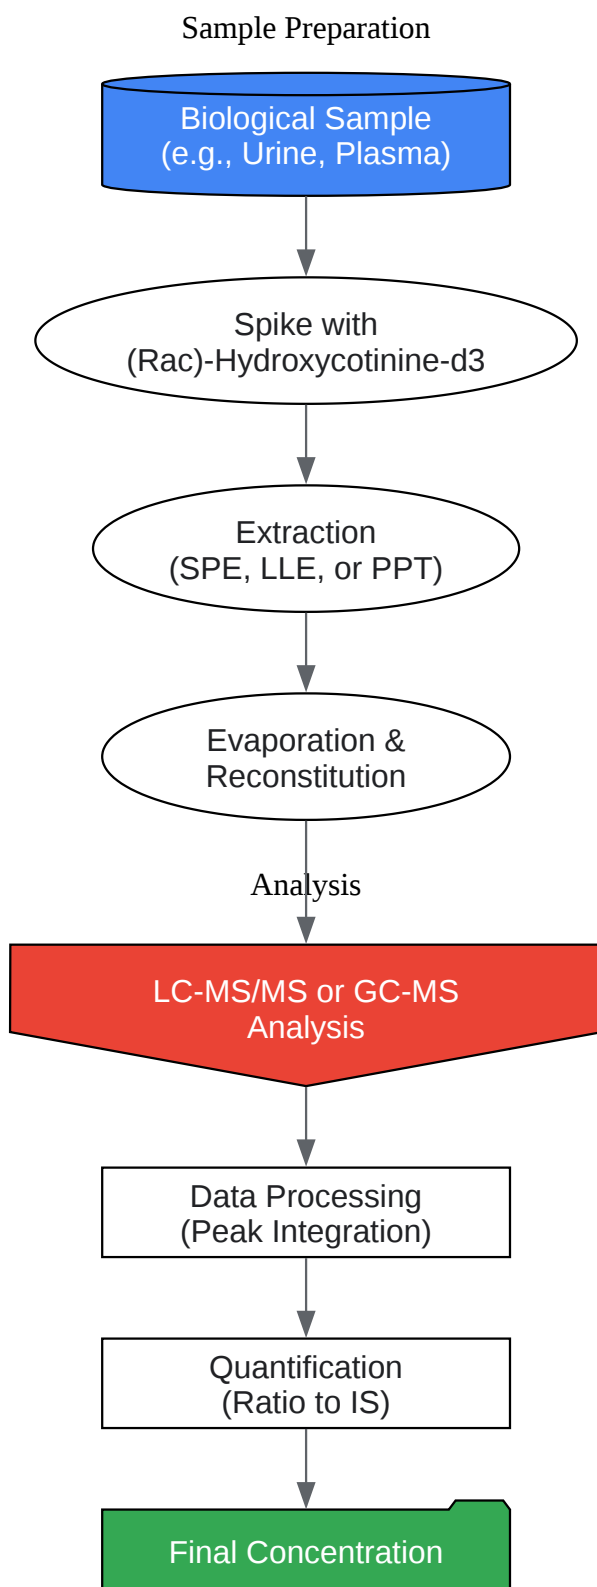 Sample Preparation
Biological Sample
(e.g., Urine, Plasma)
Spike with
(Rac)-Hydroxycotinine-d3
Extraction
(SPE, LLE, or PPT)
Evaporation &
Reconstitution
Analysis
LC-MS/MS or GC-MS
Analysis
Data Processing
(Peak Integration)
Quantification
(Ratio to IS)
Final Concentration